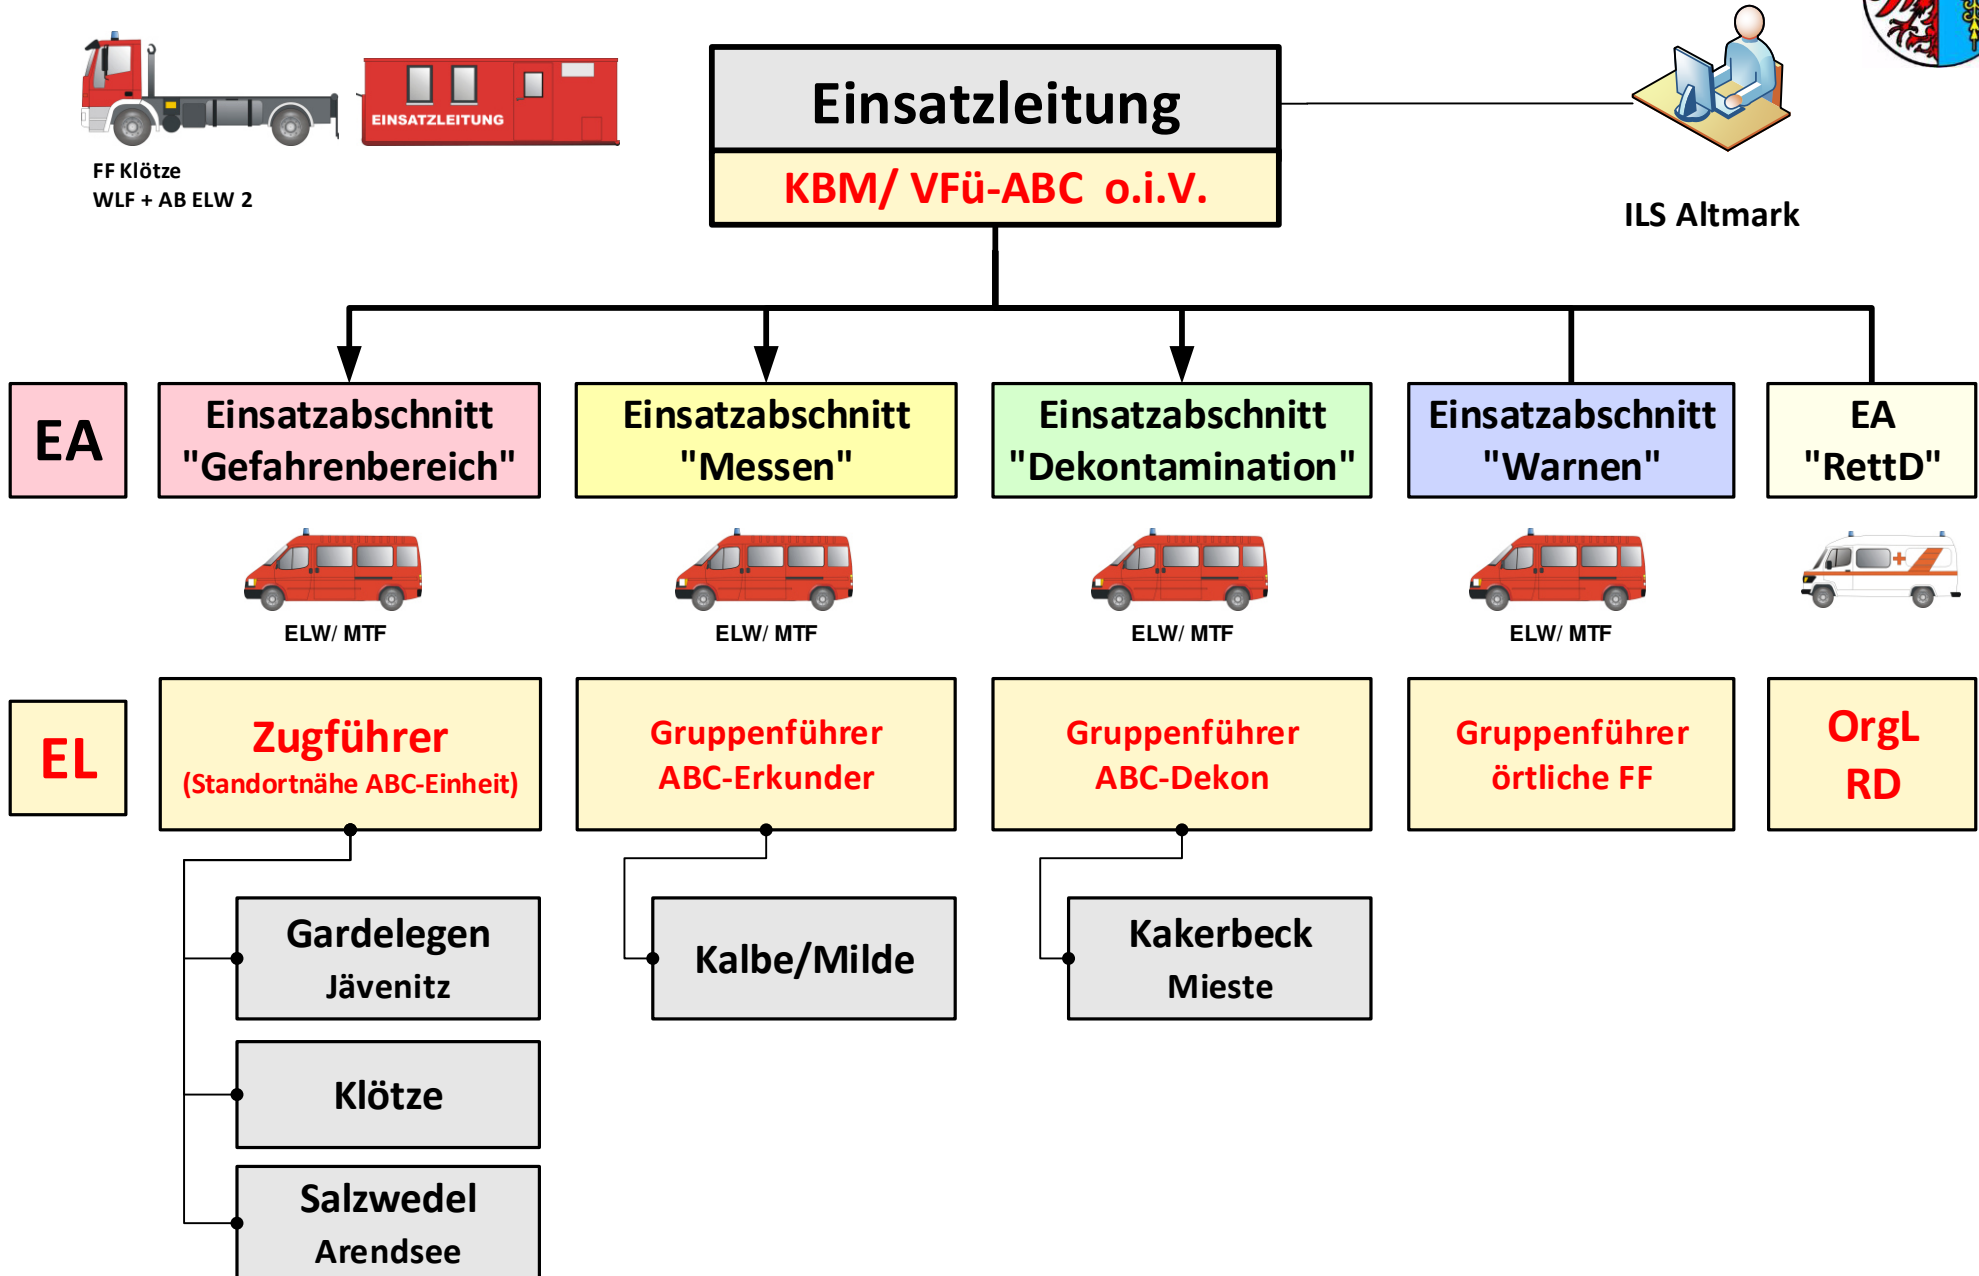 EINSATZLEITUNG
FF Klötze
WLF + AB ELW 2
Einsatzleitung
KBM/ VFü-ABC o.i.V.
ILS Altmark
EA
Einsatzabschnitt
"Gefahrenbereich"
Einsatzabschnitt
"Messen"
Einsatzabschnitt
"Dekontamination"
Einsatzabschnitt
"Warnen"
EA
"RettD"
ELW/ MTF
ELW/ MTF
ELW/ MTF
ELW/ MTF
EL
Zugführer
(Standortnähe ABC-Einheit)
Gruppenführer
ABC-Erkunder
Gruppenführer
ABC-Dekon
Gruppenführer
örtliche FF
OrgL
RD
Gardelegen
Jävenitz
Kalbe/Milde
Kakerbeck
Mieste
Klötze
Salzwedel
Arendsee